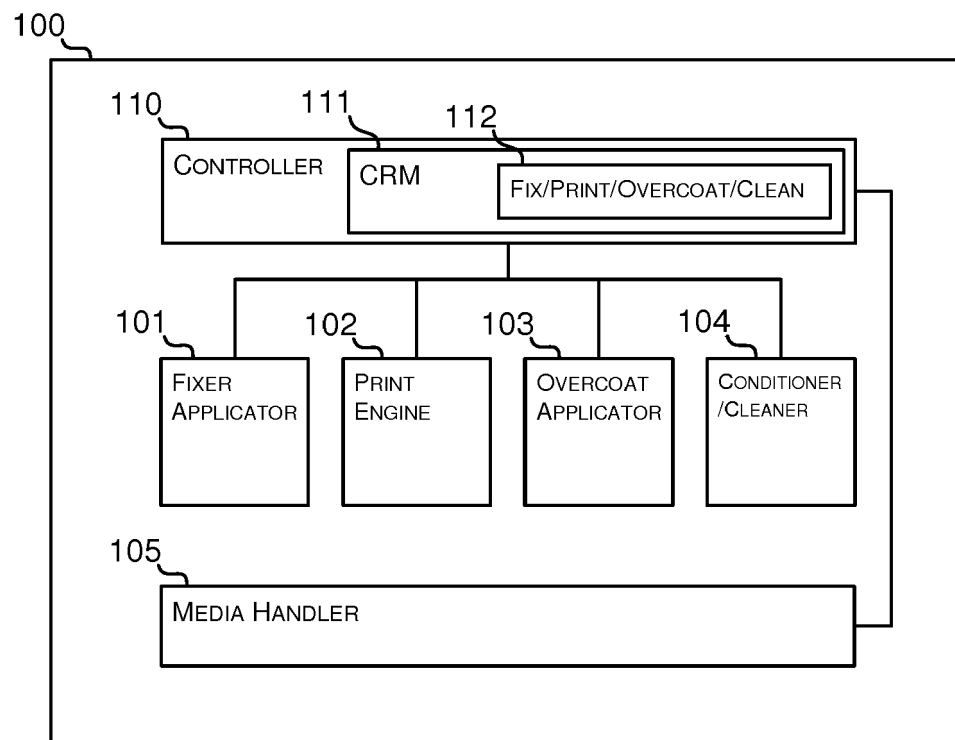 100
110
111
112
CONTROLLER
CRM
FIX/PRINT/OVERCOAT/CLEAN
101
102
103
104
FIXER
APPLICATOR
PRINT
ENGINE
OVERCOAT
APPLICATOR
CONDITIONER
/CLEANER
105
MEDIA HANDLER